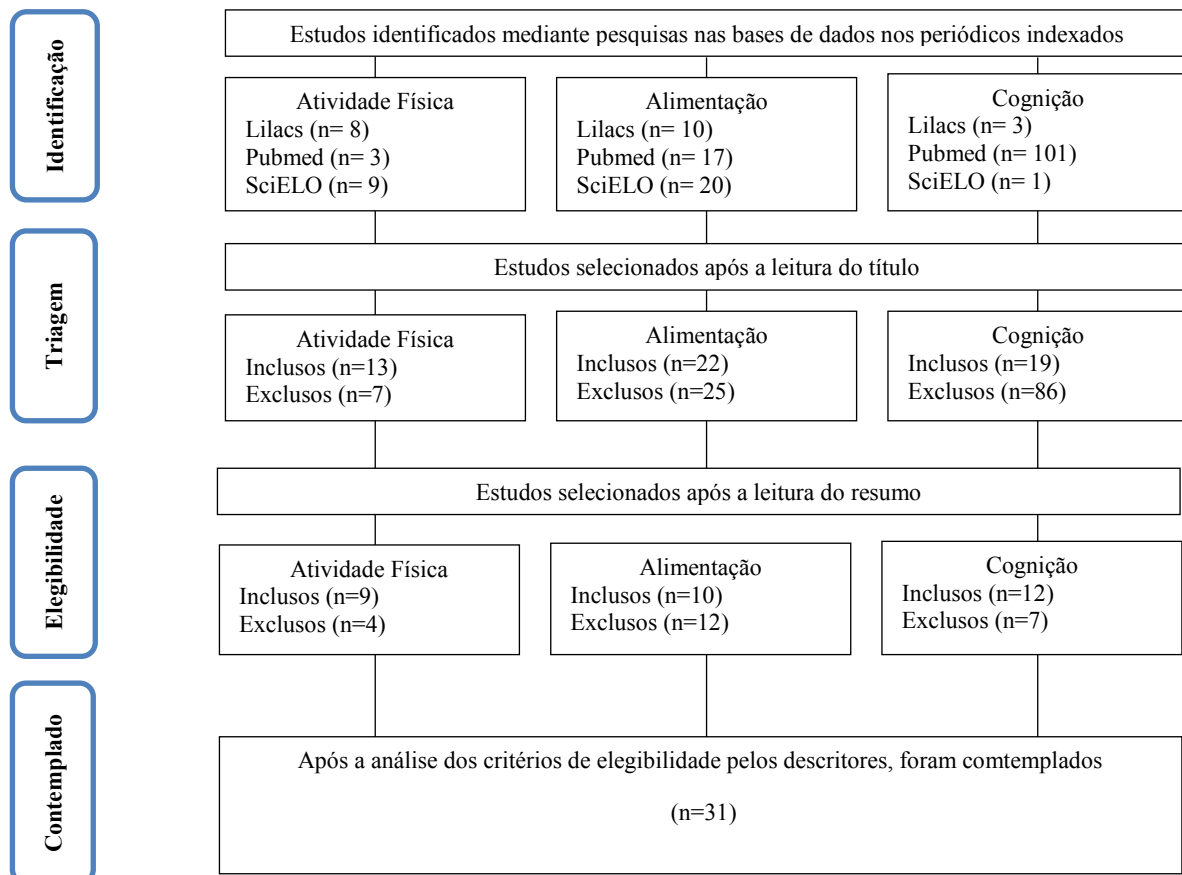 Identificação
Estudos identificados mediante pesquisas nas bases de dados nos periódicos indexados
Atividade Física
Lilacs (n= 8)
Pubmed (n= 3)
SciELO (n= 9)
Alimentação
Lilacs (n= 10)
Pubmed (n= 17)
SciELO (n= 20)
Cognição
Lilacs (n= 3)
Pubmed (n= 101)
SciELO (n= 1)
Triagem
Estudos selecionados após a leitura do título
Atividade Física
Inclusos (n=13)
Exclusos (n=7)
Alimentação
Inclusos (n=22)
Exclusos (n=25)
Cognição
Inclusos (n=19)
Exclusos (n=86)
Elegibilidade
Estudos selecionados após a leitura do resumo
Atividade Física
Inclusos (n=9)
Exclusos (n=4)
Alimentação
Inclusos (n=10)
Exclusos (n=12)
Cognição
Inclusos (n=12)
Exclusos (n=7)
Contemplado
Após a análise dos critérios de elegibilidade pelos descritores, foram comtemplados
(n=31)